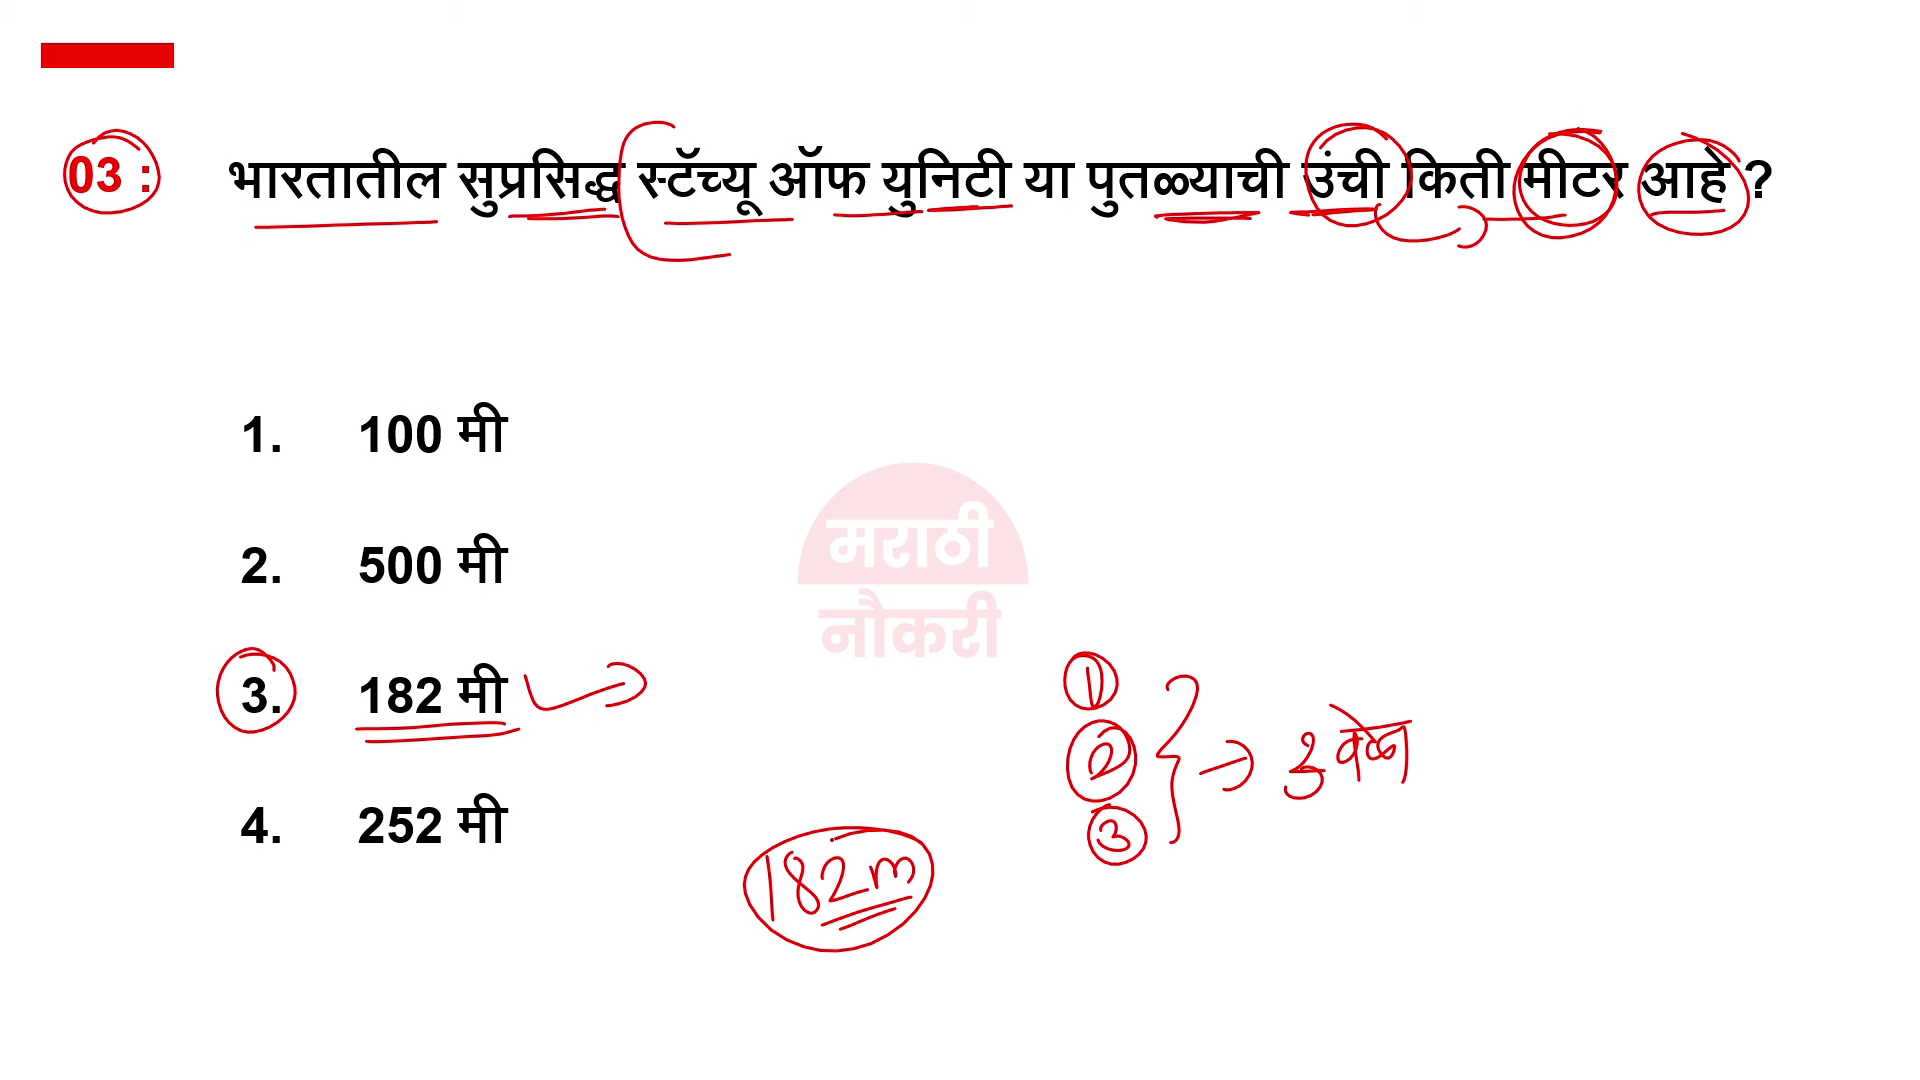 03 : भारतातील सुप्रसिद्ध स्टॅच्यू ऑफ युनिटी या पुतळ्याची उंची किती मीटर आहे ?
1. 100 मी
2. 500 मी
मराठी
नौकरी
3. 182 मी
1
2
3
3 वेळा
4. 252 मी
182m